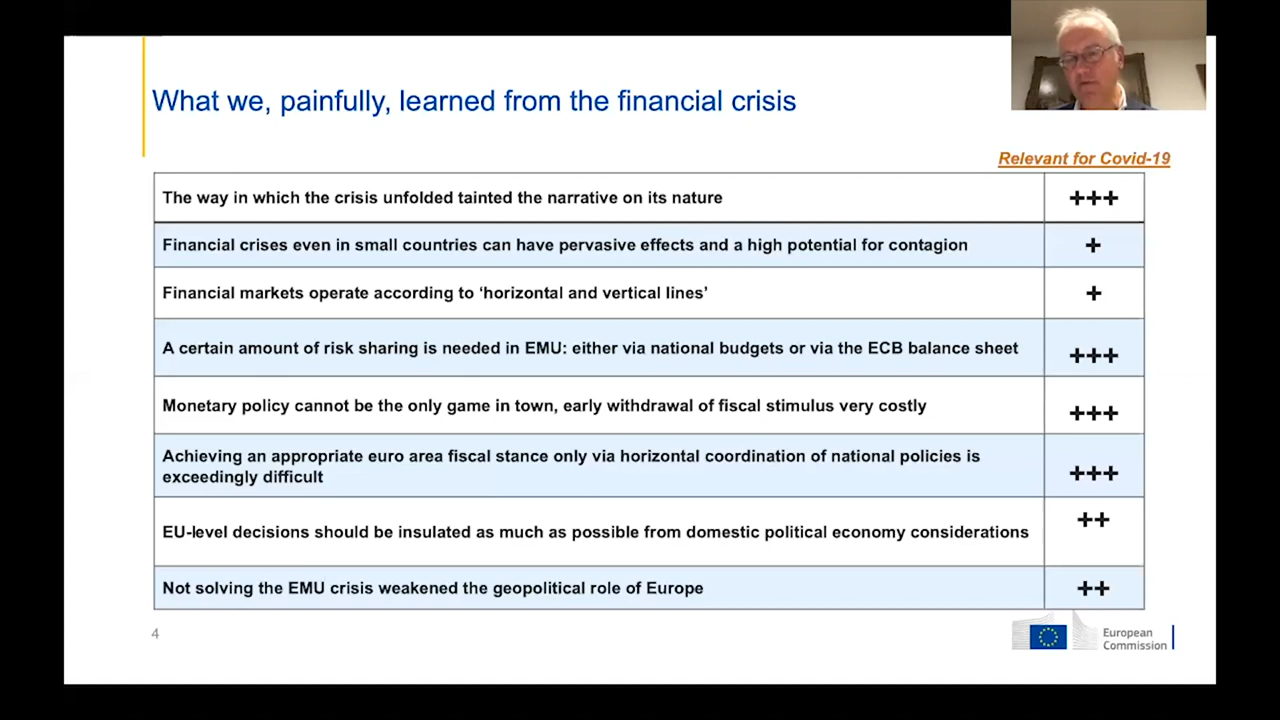 What we, painfully, learned from the financial crisis
Relevant for Covid-19
The way in which the crisis unfolded tainted the narrative on its nature
+++
Financial crises even in small countries can have pervasive effects and a high potential for contagion
+
Financial markets operate according to ‘horizontal and vertical lines’
+
A certain amount of risk sharing is needed in EMU: either via national budgets or via the ECB balance sheet
+++
Monetary policy cannot be the only game in town, early withdrawal of fiscal stimulus very costly
+++
Achieving an appropriate euro area fiscal stance only via horizontal coordination of national policies is
exceedingly difficult
+++
EU-level decisions should be insulated as much as possible from domestic political economy considerations
++
Not solving the EMU crisis weakened the geopolitical role of Europe
++
4
European
Commission